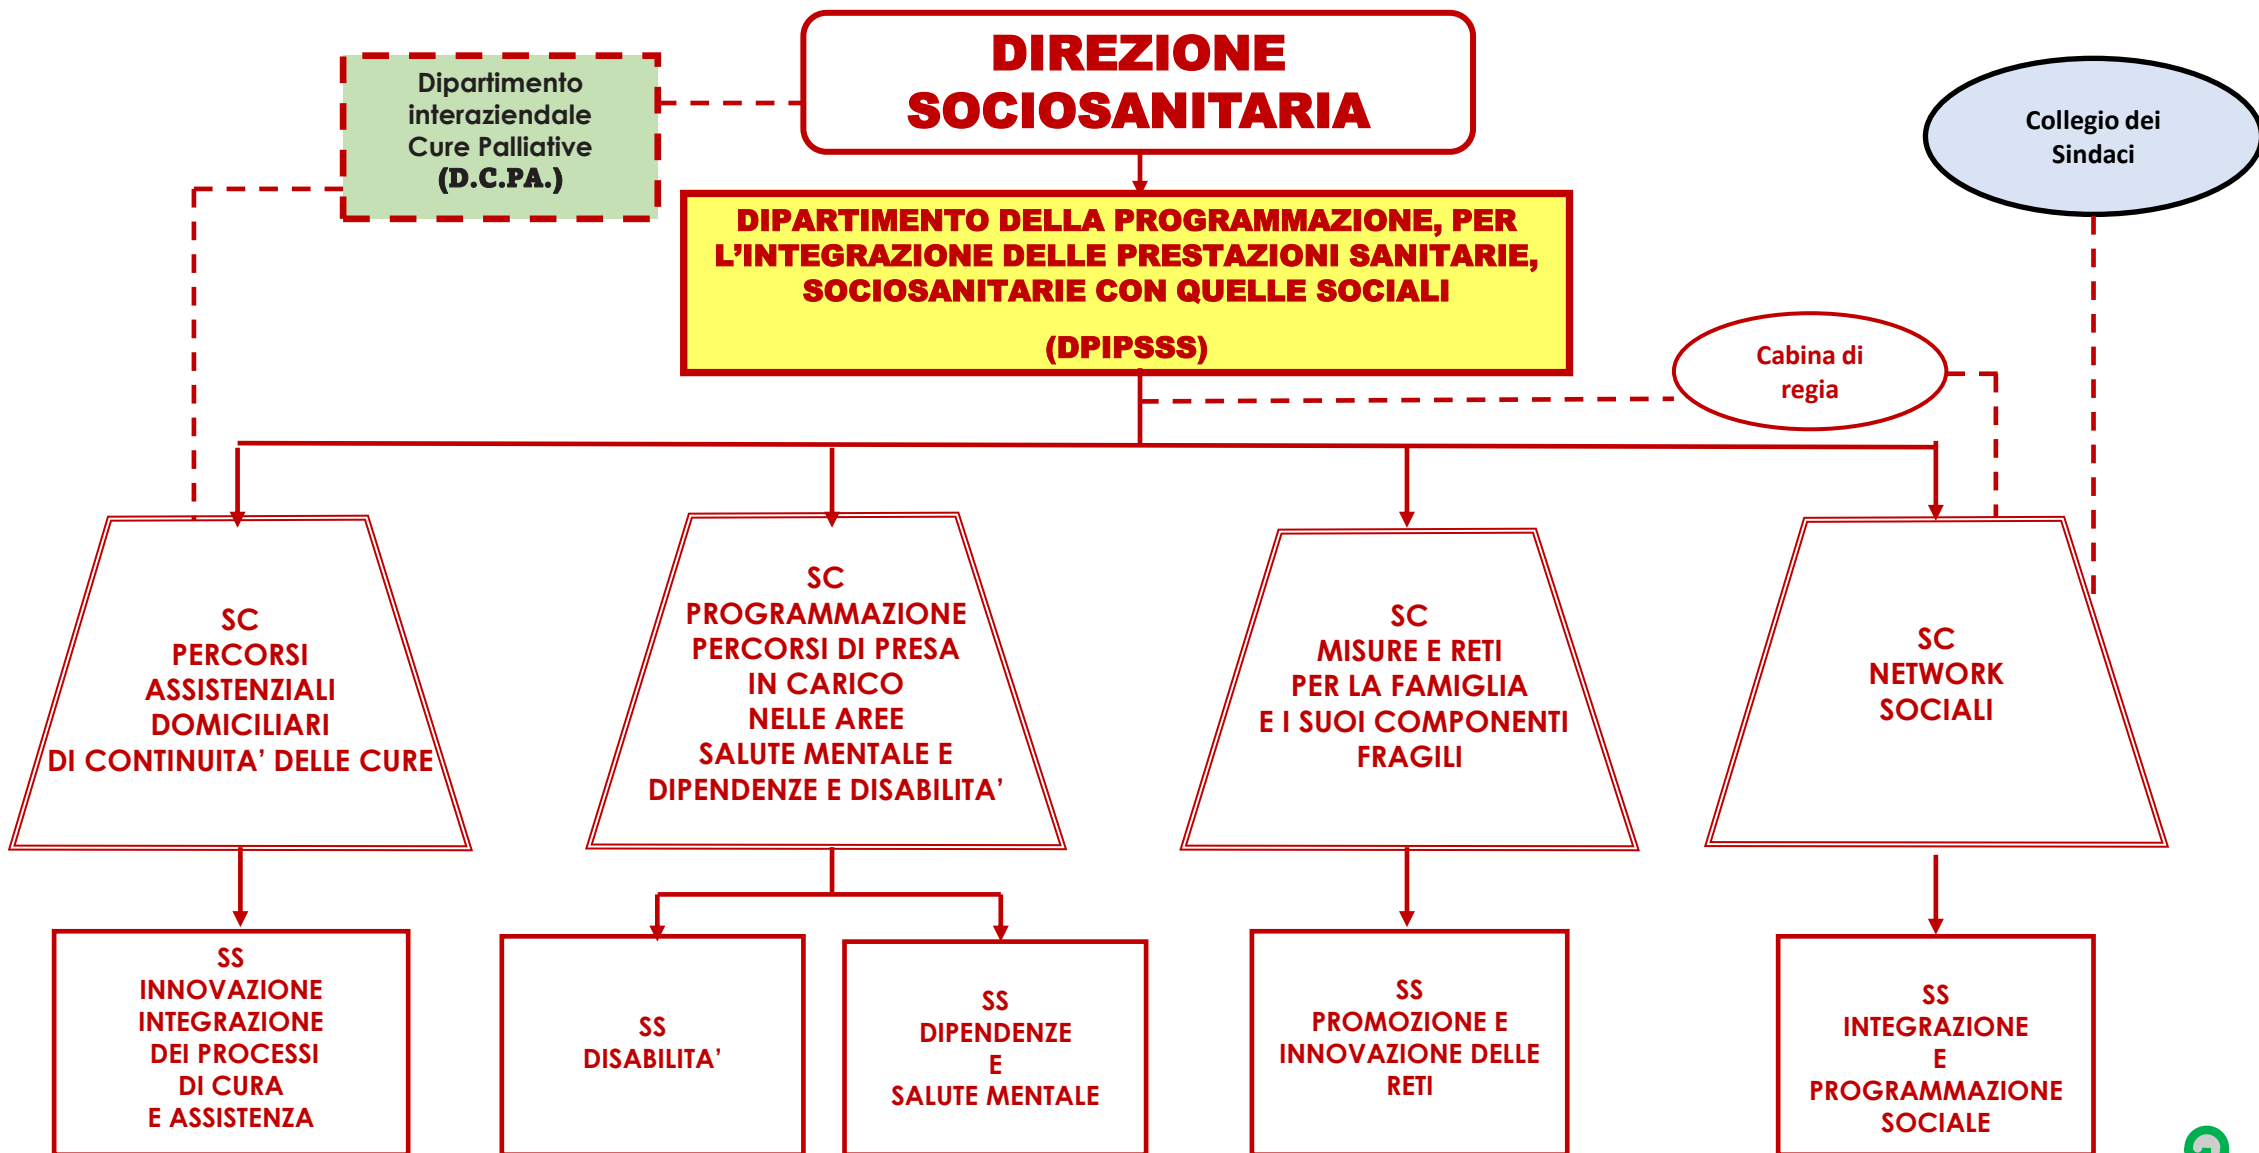 DIREZIONE
SOCIOSANITARIA
Dipartimento
interaziendale
Cure Palliative
(D.C.PA.)
Collegio dei
Sindaci
DIPARTIMENTO DELLA PROGRAMMAZIONE, PER
L’INTEGRAZIONE DELLE PRESTAZIONI SANITARIE,
SOCIOSANITARIE CON QUELLE SOCIALI
(DPIPSSS)
Cabina di
regia
SC
PERCORSI
ASSISTENZIALI
DOMICILIARI
DI CONTINUITA’ DELLE CURE
SC
PROGRAMMAZIONE
PERCORSI DI PRESA
IN CARICO
NELLE AREE
SALUTE MENTALE E
DIPENDENZE E DISABILITA’
SC
MISURE E RETI
PER LA FAMIGLIA
E I SUOI COMPONENTI
FRAGILI
SC
NETWORK
SOCIALI
SS
INNOVAZIONE
INTEGRAZIONE
DEI PROCESSI
DI CURA
E ASSISTENZA
SS
DISABILITA’
SS
DIPENDENZE
E
SALUTE MENTALE
SS
PROMOZIONE E
INNOVAZIONE DELLE
RETI
SS
INTEGRAZIONE
E
PROGRAMMAZIONE
SOCIALE